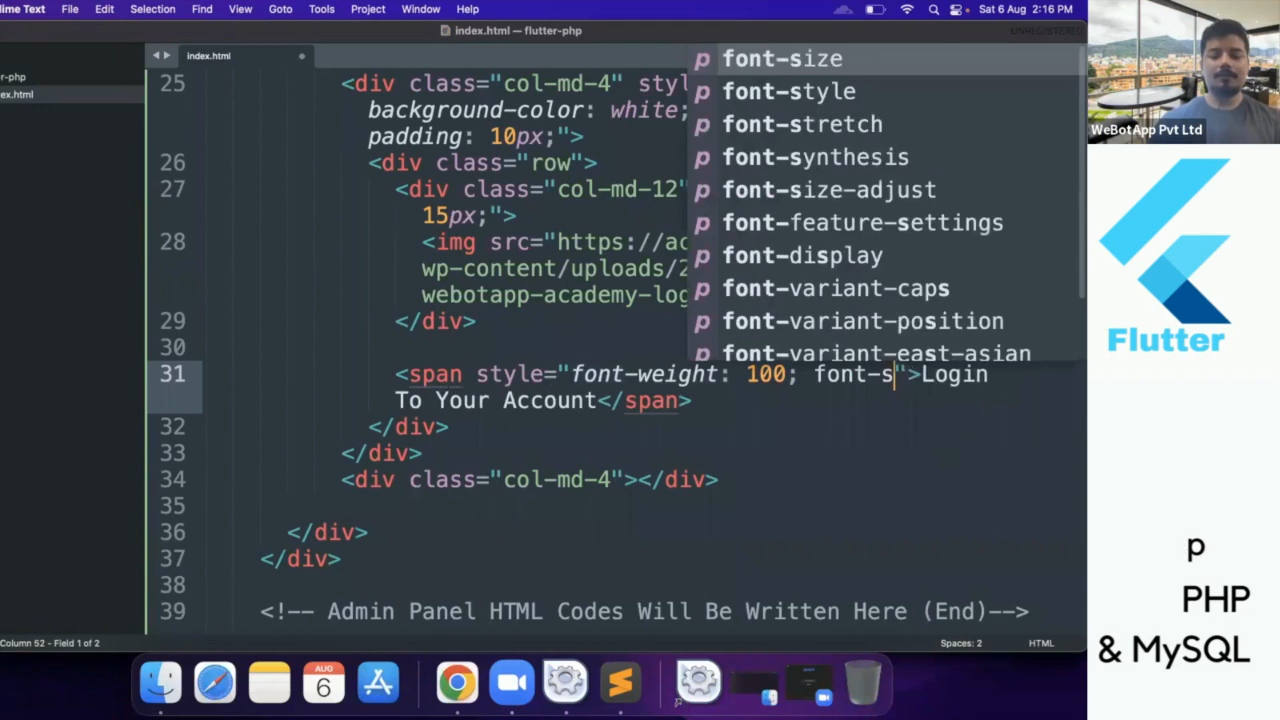 lime Text File Edit Selection Find View Goto Tools Project Window Help Sat 6 Aug 2:16 PM
index.html — flutter-php UNREGISTERED
index.html
r-php
ex.html
25 <div class="col-md-4" styl
background-color: white;
padding: 10px;">
26 <div class="row">
27 <div class="col-md-12"
15px;">
28 <img src="https://ac
wp-content/uploads/2
webotapp-academy-log
29 </div>
30
31 <span style="font-weight: 100; font-s">Login
To Your Account</span>
32 </div>
33 </div>
34 <div class="col-md-4"></div>
35
36 </div>
37 </div>
38
39 <!-- Admin Panel HTML Codes Will Be Written Here (End)-->
p font-size
p font-style
p font-stretch
p font-synthesis
p font-size-adjust
p font-feature-settings
p font-display
p font-variant-caps
p font-variant-position
p font-variant-east-asian
Column 52 - Field 1 of 2 Spaces: 2 HTML
AUG
6
WeBotApp Pvt Ltd
Flutter
p
PHP
& MySQL